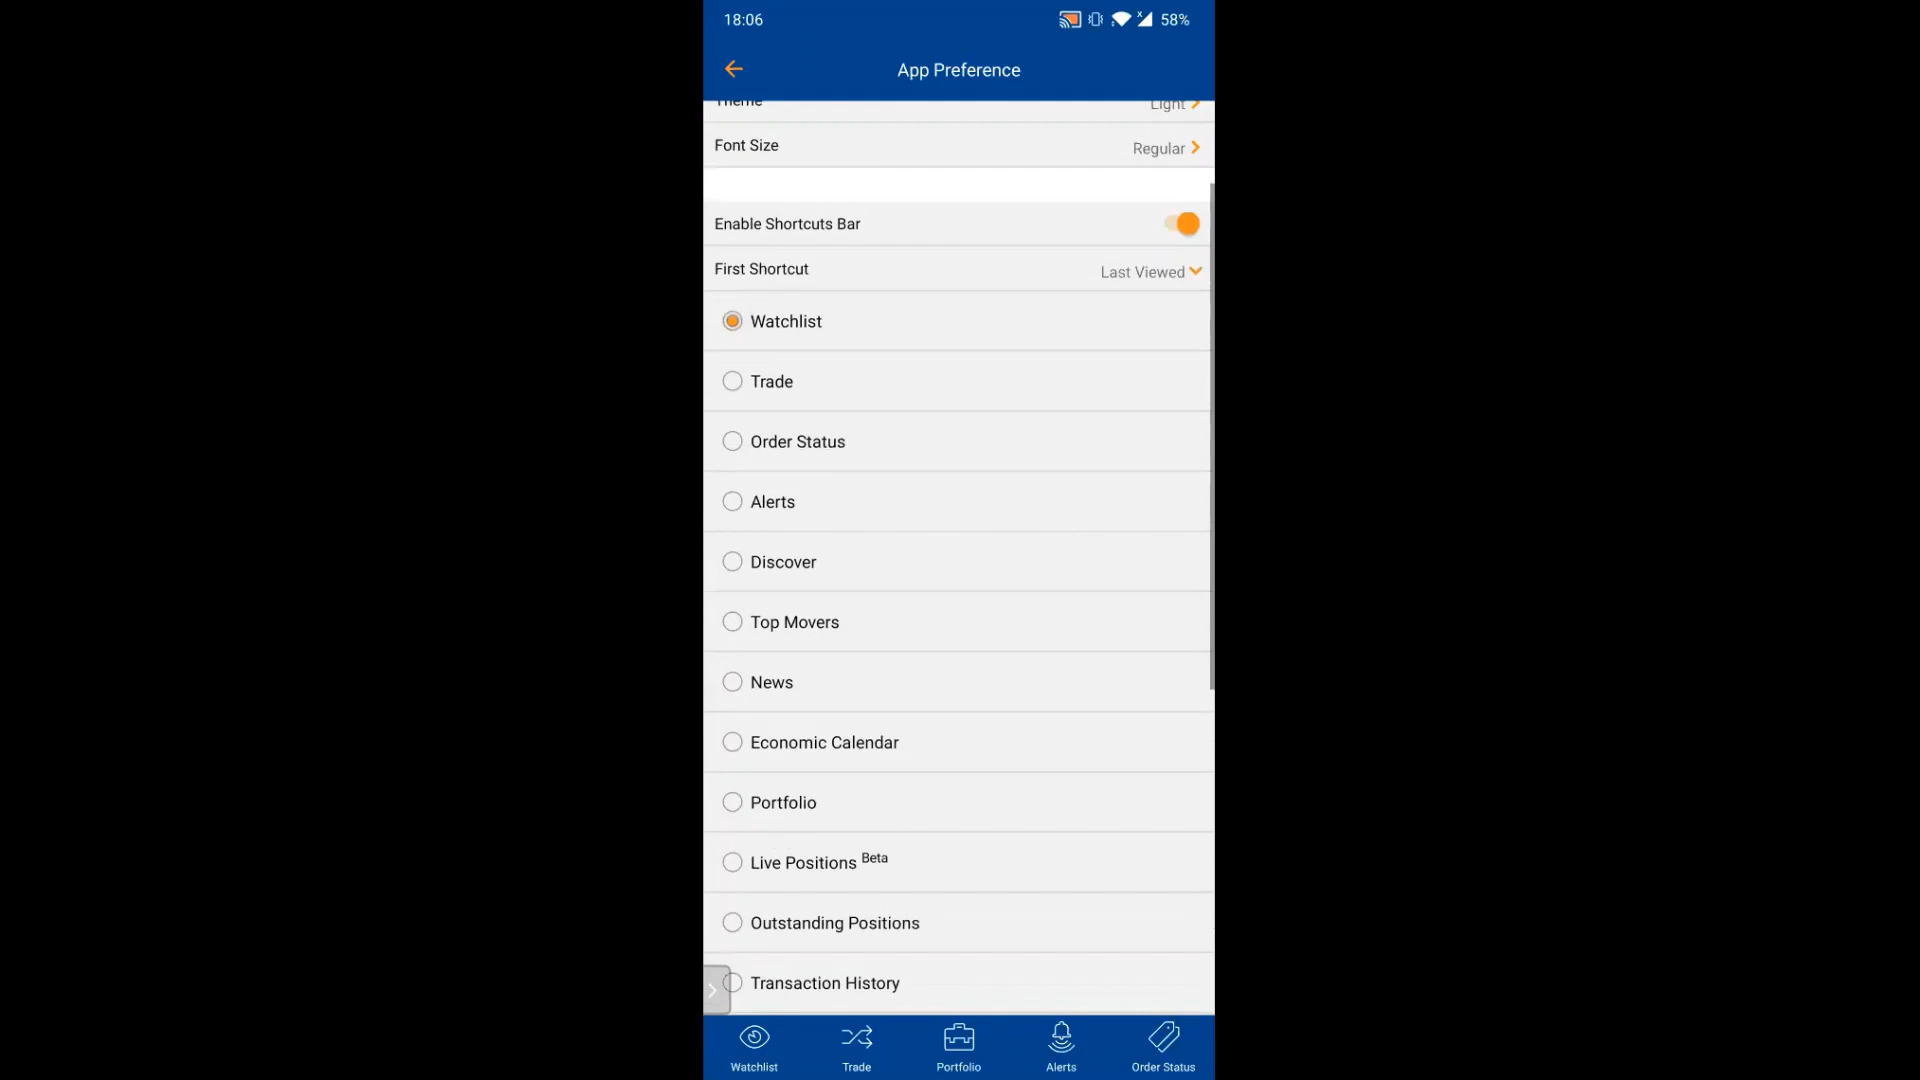 18:06
58%
App Preference
Theme
Light
Font Size
Regular
Enable Shortcuts Bar
First Shortcut
Last Viewed
Watchlist
Trade
Order Status
Alerts
Discover
Top Movers
News
Economic Calendar
Portfolio
Live Positions Beta
Outstanding Positions
Transaction History
Watchlist
Trade
Portfolio
Alerts
Order Status